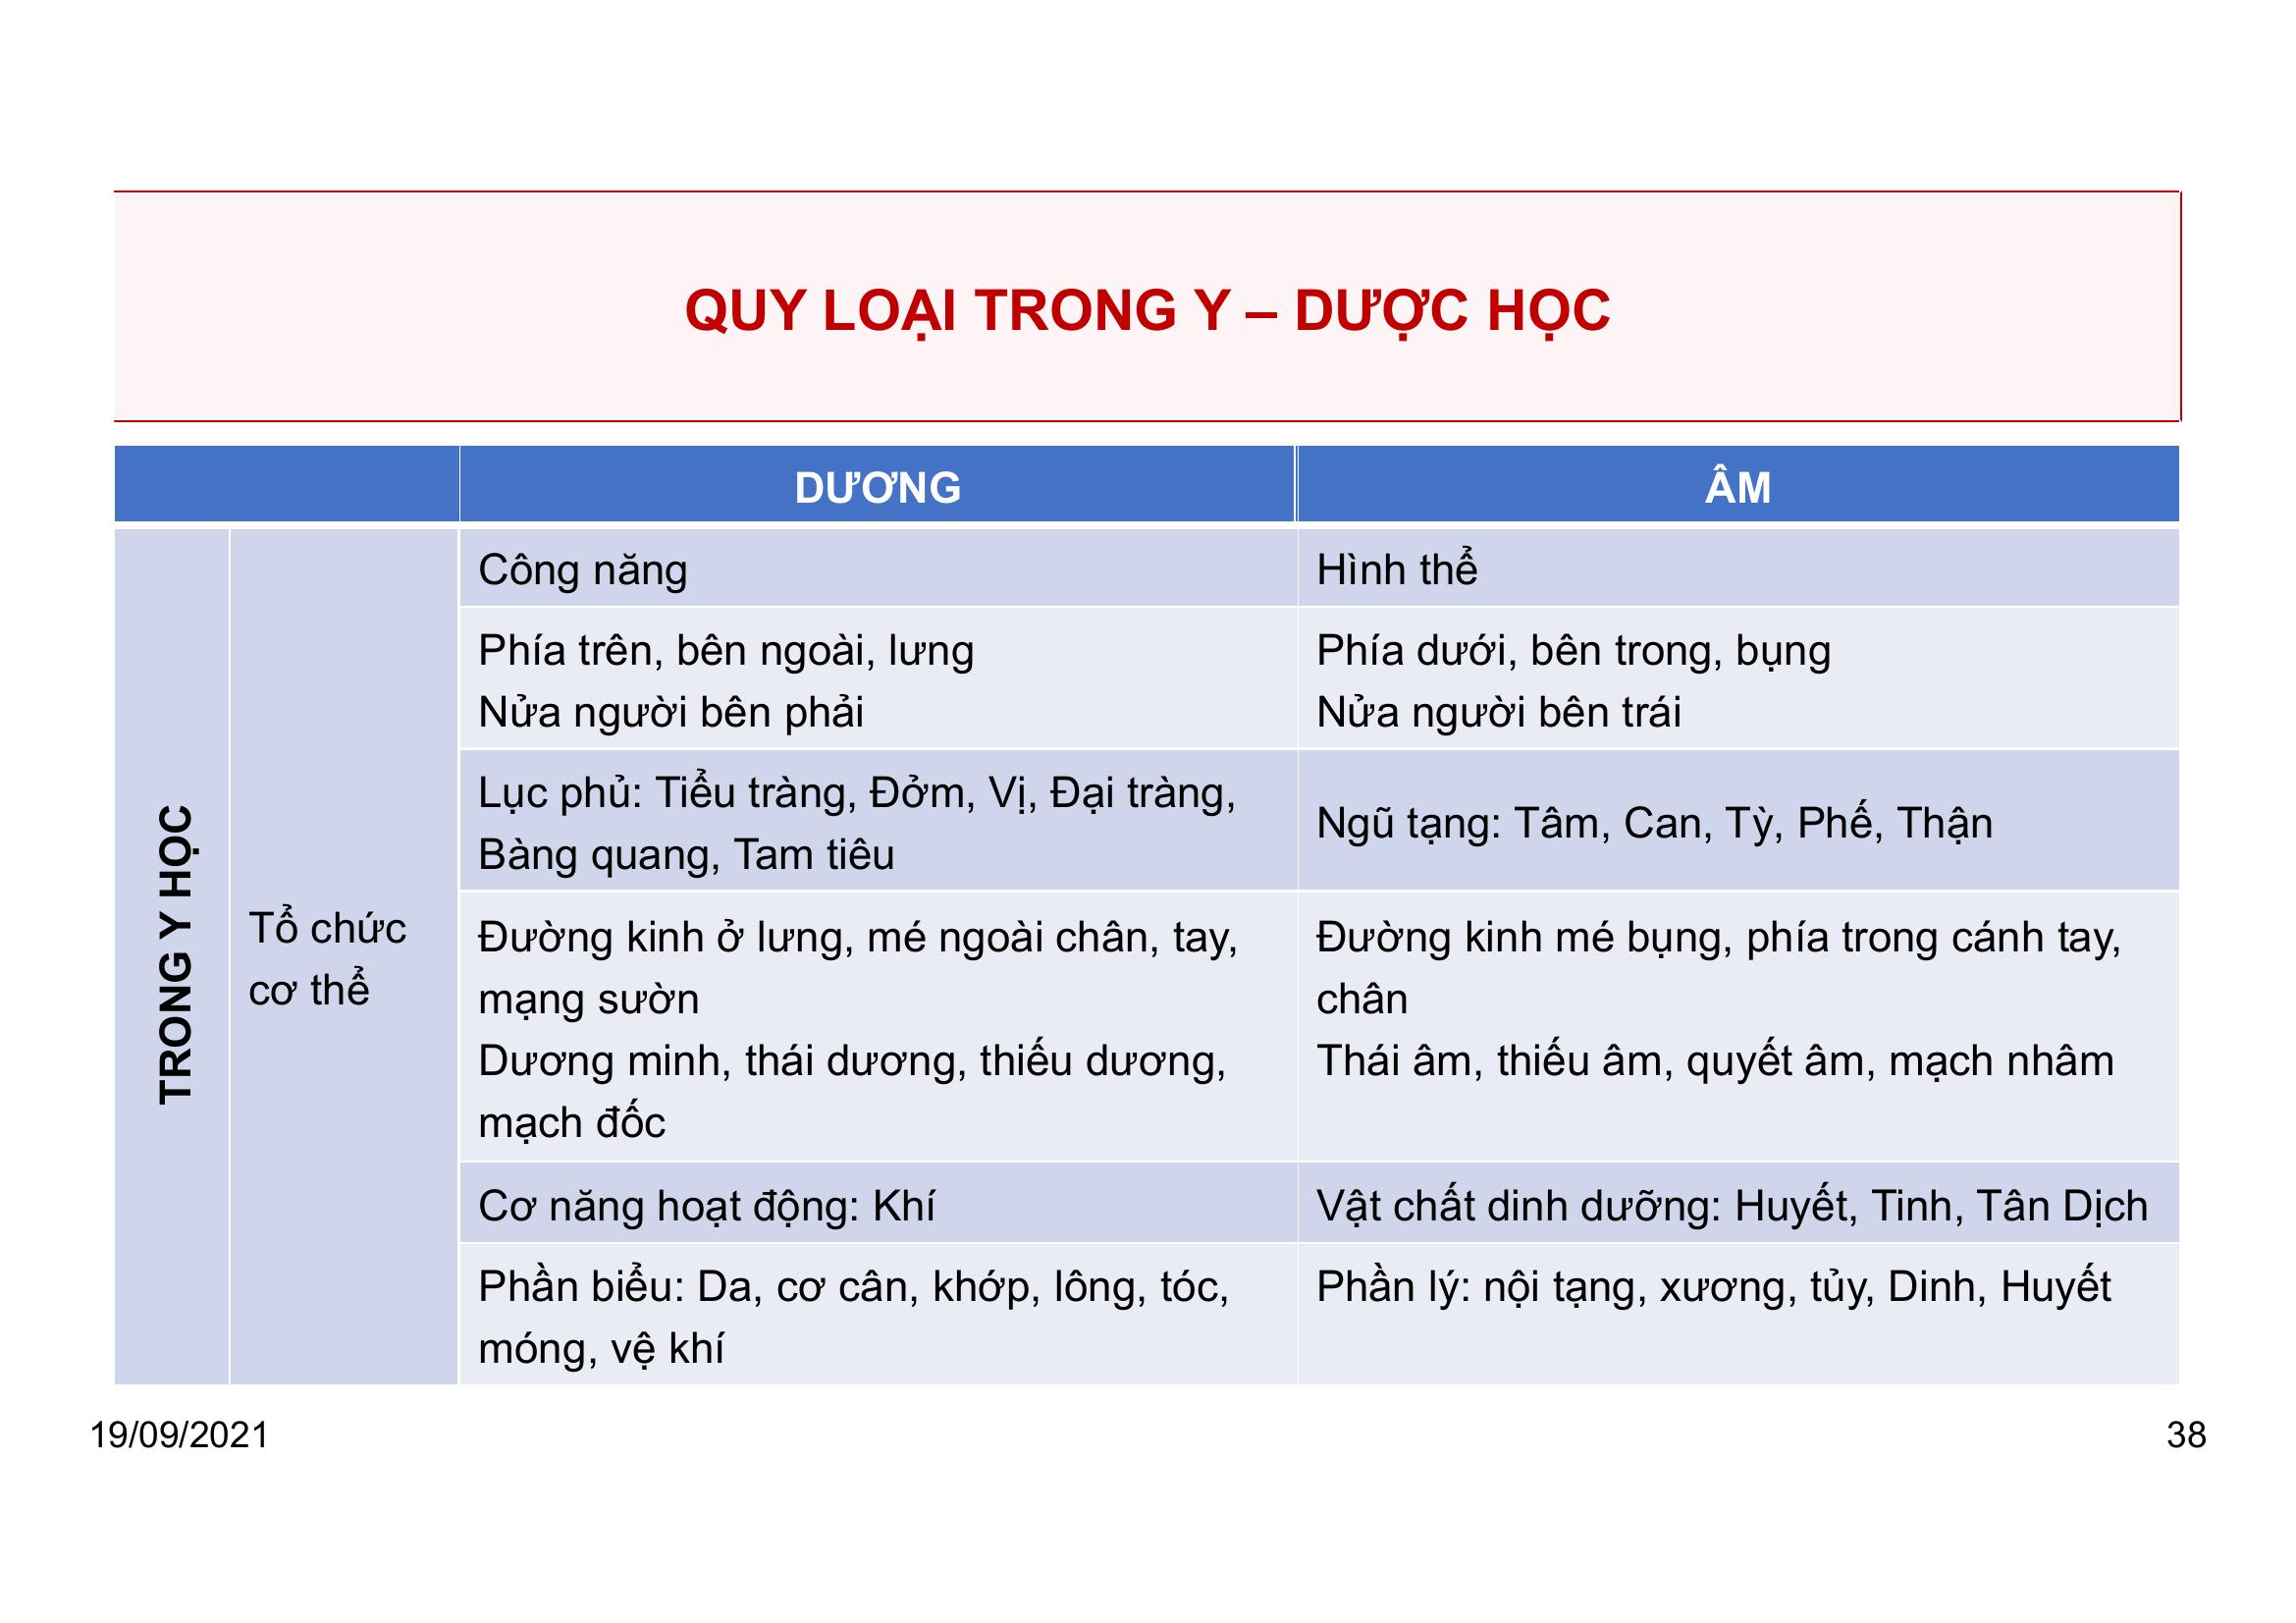 QUY LOẠI TRONG Y – DƯỢC HỌC
DƯƠNG
ÂM
TRONG Y HỌC
Tổ chức
cơ thể
Công năng
Hình thể
Phía trên, bên ngoài, lưng
Nửa người bên phải
Phía dưới, bên trong, bụng
Nửa người bên trái
Lục phủ: Tiểu tràng, Đởm, Vị, Đại tràng,
Bàng quang, Tam tiêu
Ngũ tạng: Tâm, Can, Tỳ, Phế, Thận
Đường kinh ở lưng, mé ngoài chân, tay,
mạng sườn
Dương minh, thái dương, thiếu dương,
mạch đốc
Đường kinh mé bụng, phía trong cánh tay,
chân
Thái âm, thiếu âm, quyết âm, mạch nhâm
Cơ năng hoạt động: Khí
Vật chất dinh dưỡng: Huyết, Tinh, Tân Dịch
Phần biểu: Da, cơ cân, khớp, lông, tóc,
móng, vệ khí
Phần lý: nội tạng, xương, tủy, Dinh, Huyết
19/09/2021
38